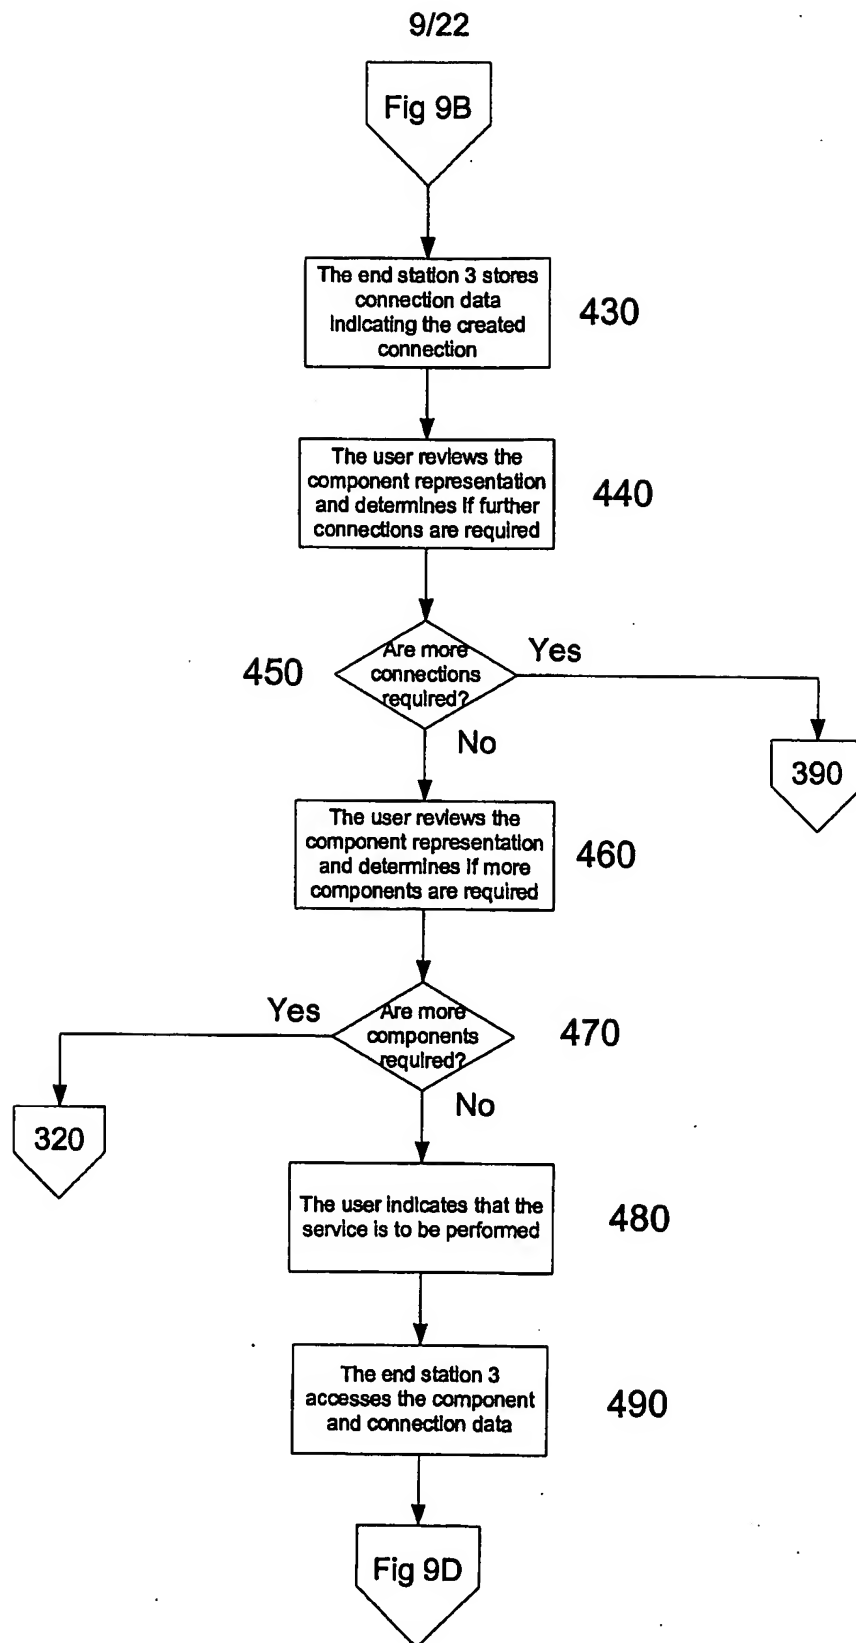 9/22
Fig 9B
The end station 3 stores
connection data
indicating the created
connection
430
The user reviews the
component representation
and determines if further
connections are required
440
450
Are more
connections
required?
Yes
No
390
The user reviews the
component representation
and determines if more
components are required
460
Yes
Are more
components
required?
470
No
320
The user indicates that the
service is to be performed
480
The end station 3
accesses the component
and connection data
490
Fig 9D